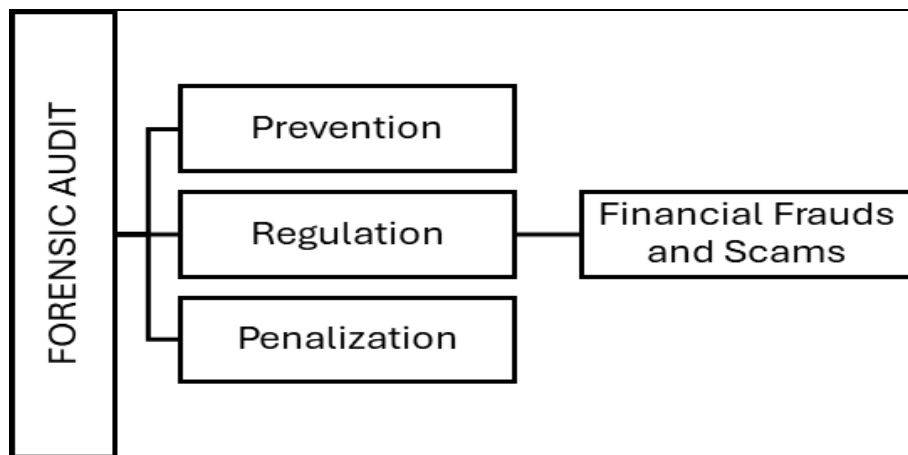 FORENSIC AUDIT
Prevention
Regulation
Penalization
Financial Frauds
and Scams